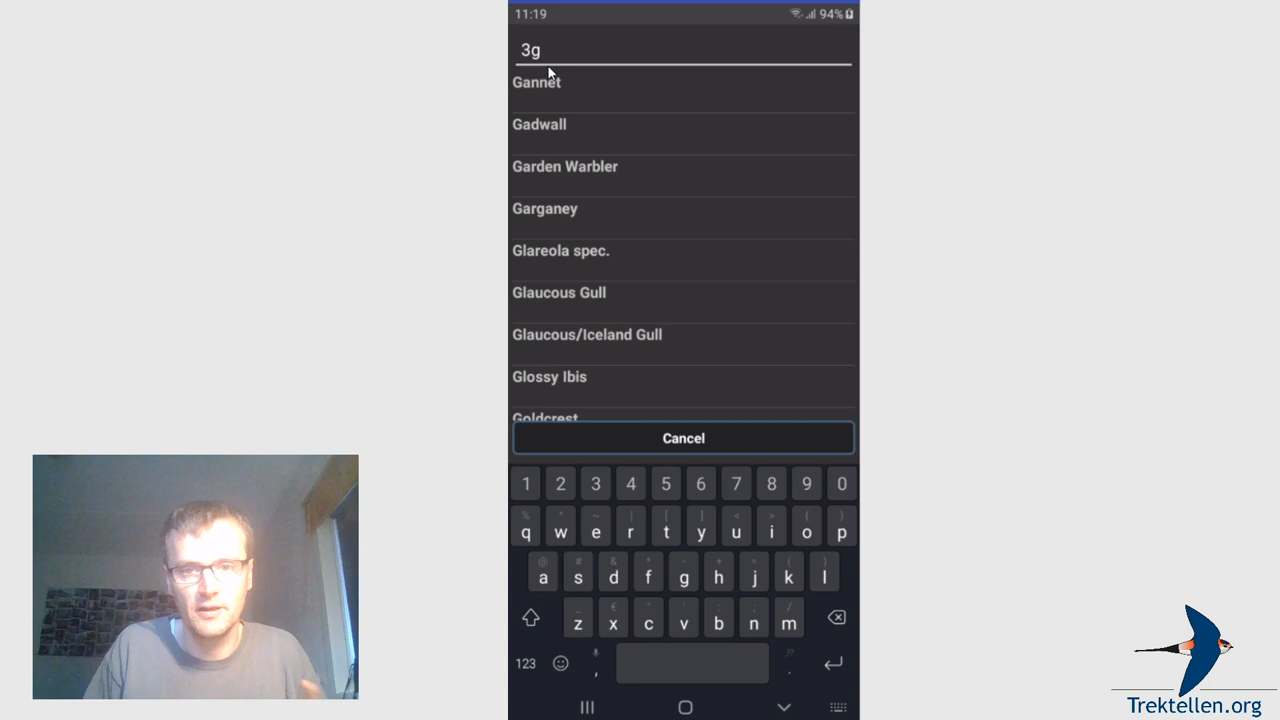 11:19
94%
3g
Gannet
Gadwall
Garden Warbler
Garganey
Glareola spec.
Glaucous Gull
Glaucous/Iceland Gull
Glossy Ibis
Goldcrest
Cancel
1 2 3 4 5 6 7 8 9 0
q w e r t y u i o p
a s d f g h j k l
z x c v b n m
123 , .
Trektellen.org